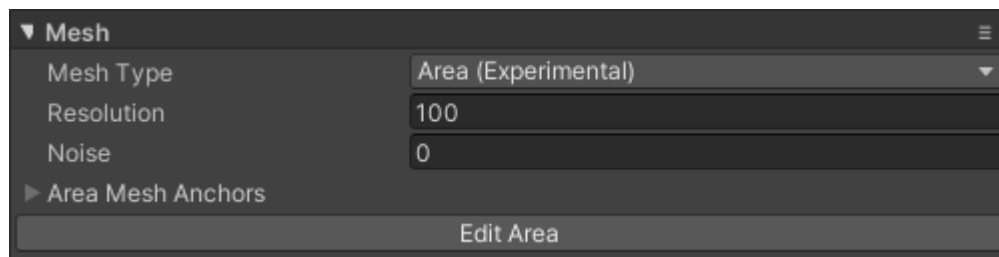 Mesh
Mesh Type Area (Experimental)
Resolution 100
Noise 0
Area Mesh Anchors
Edit Area